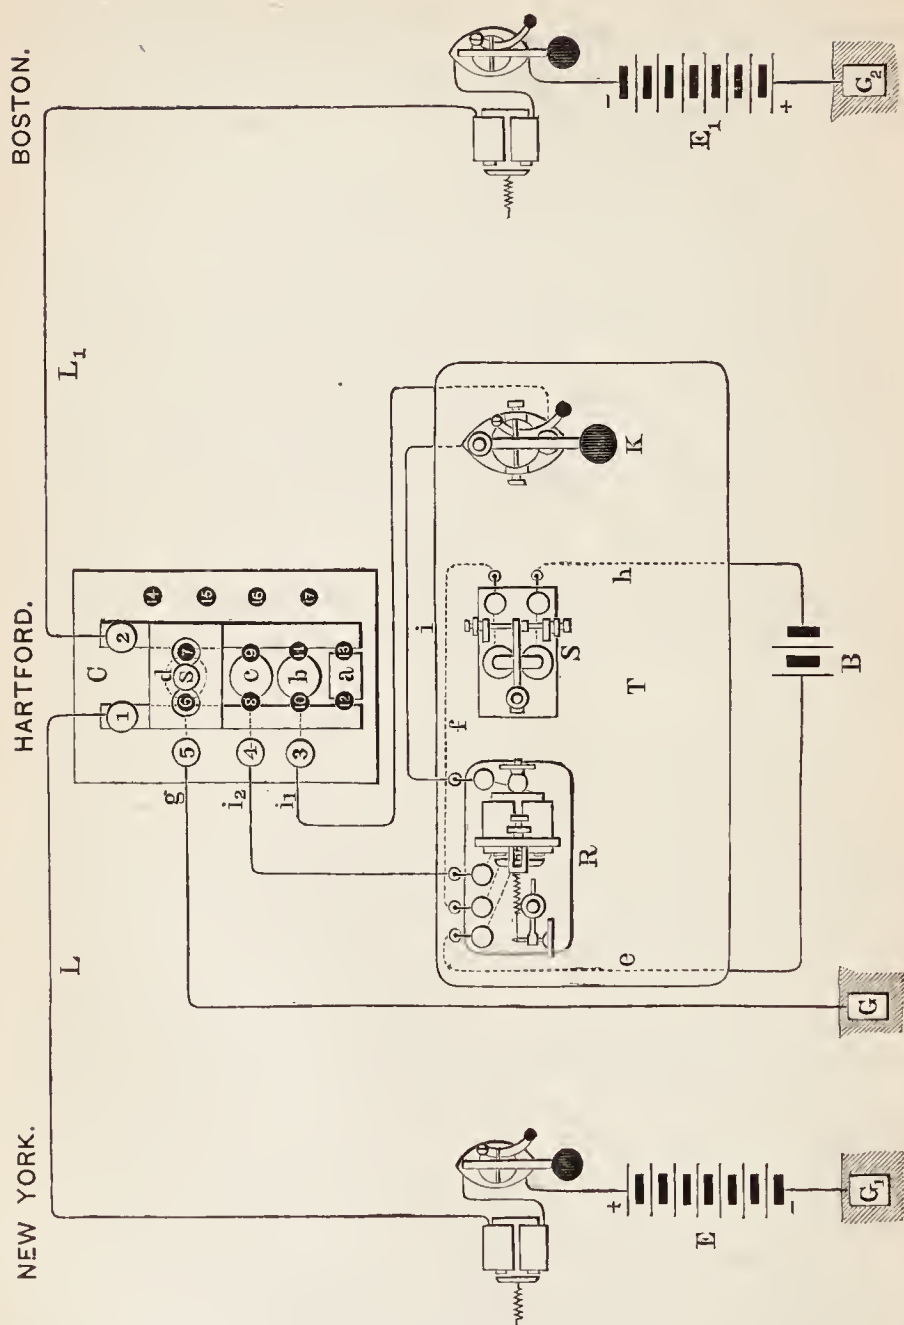 NEW YORK.
HARTFORD.
BOSTON.
L
L₁
C
1
2
d
14
g
5
6
S
7
15
i₂
4
8
c
9
16
i₁
3
10
b
11
17
12
a
13
i
f
R
S
K
e
h
T
+
E
-
-
E₁
+
B
G₁
G
G₂